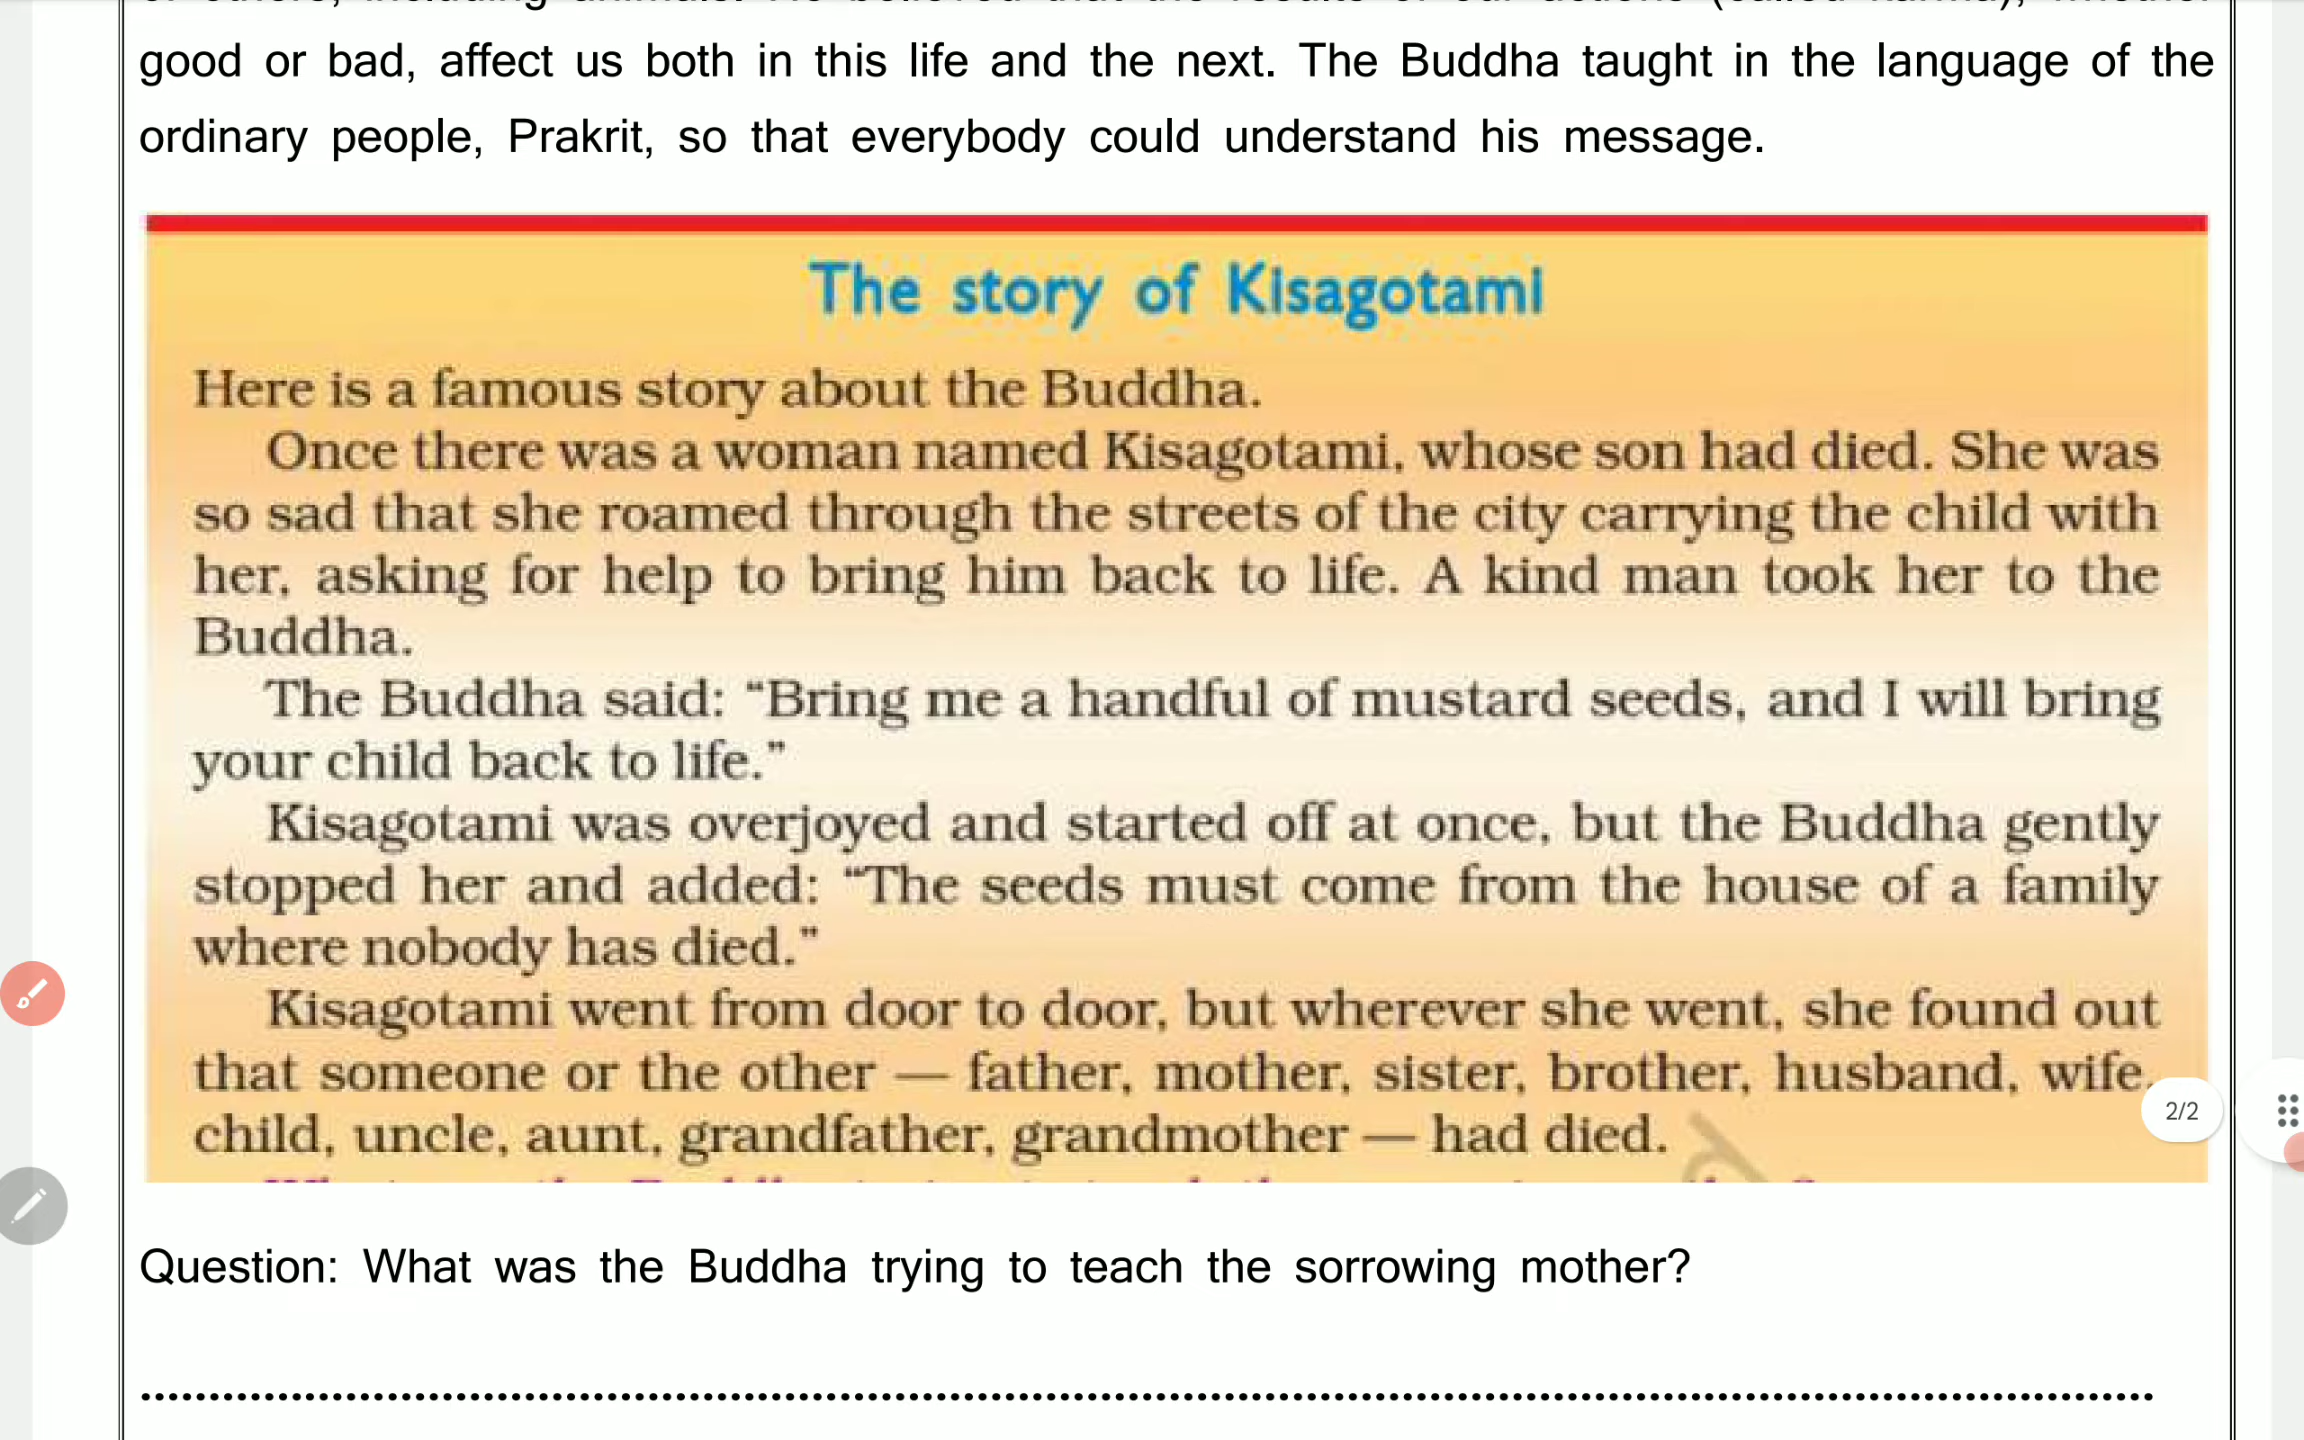 good or bad, affect us both in this life and the next. The Buddha taught in the language of the
ordinary people, Prakrit, so that everybody could understand his message.
The story of Kisagotami
Here is a famous story about the Buddha.
Once there was a woman named Kisagotami, whose son had died. She was
so sad that she roamed through the streets of the city carrying the child with
her, asking for help to bring him back to life. A kind man took her to the
Buddha.
The Buddha said: “Bring me a handful of mustard seeds, and I will bring
your child back to life.”
Kisagotami was overjoyed and started off at once, but the Buddha gently
stopped her and added: “The seeds must come from the house of a family
where nobody has died.”
Kisagotami went from door to door, but wherever she went, she found out
that someone or the other — father, mother, sister, brother, husband, wife,
child, uncle, aunt, grandfather, grandmother — had died.
2/2
Question: What was the Buddha trying to teach the sorrowing mother?